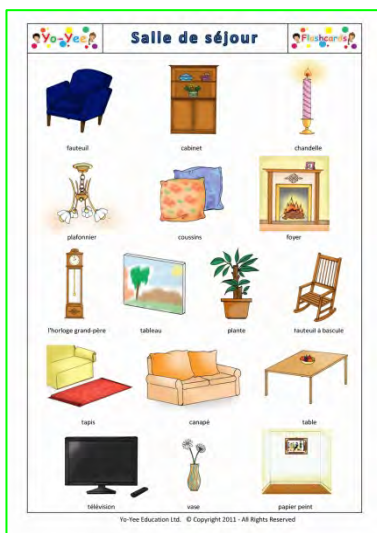 Yo-Yee
Salle de séjour
Flashcards
fauteuil
cabinet
chandelle
plafonnier
coussins
foyer
l'horloge grand-père
tableau
plante
fauteuil à bascule
tapis
canapé
table
télévision
vase
papier peint
Yo-Yee Education Ltd. © Copyright 2011 - All Rights Reserved